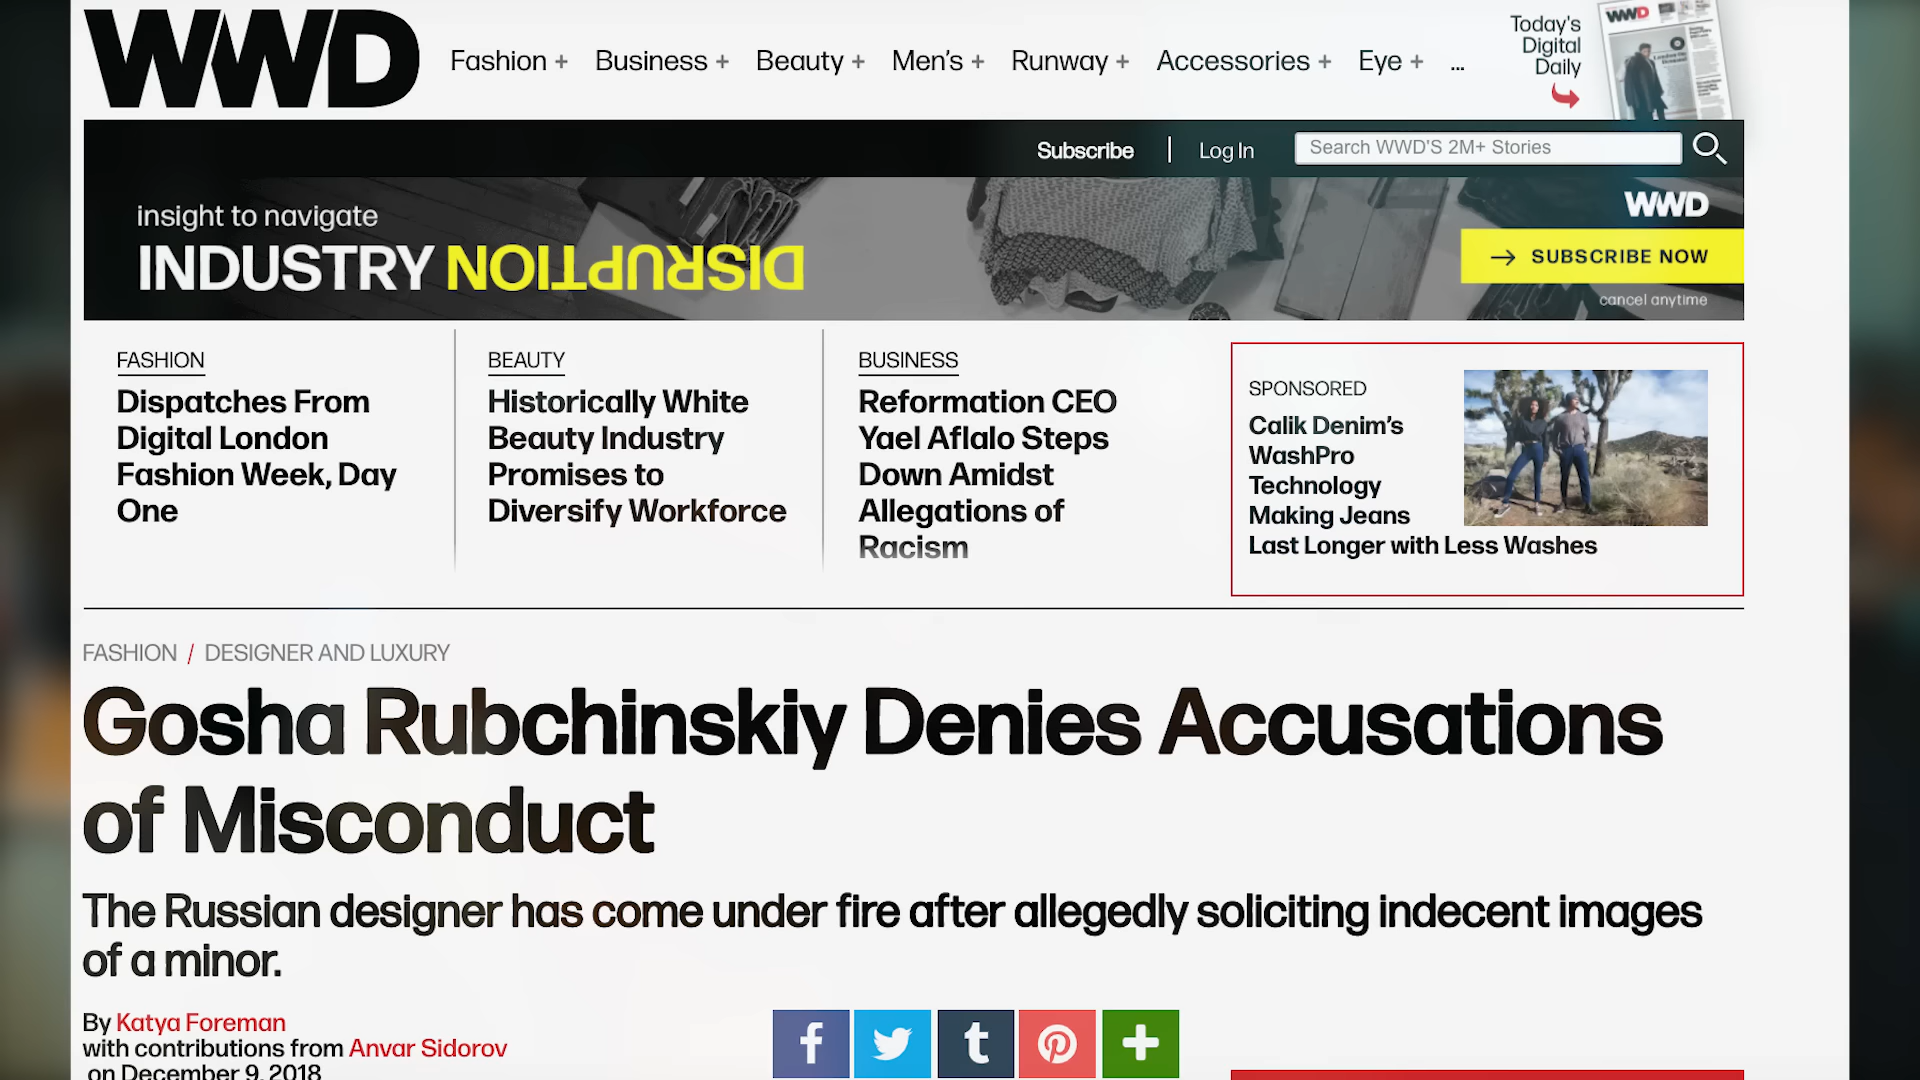 WWD
Fashion +
Business +
Beauty +
Men's +
Runway +
Accessories +
Eye +
...
Today's
Digital
Daily
WWD
Subscribe | Log In
Search WWD'S 2M+ Stories
insight to navigate
INDUSTRY DISRUPTION
WWD
→ SUBSCRIBE NOW
cancel anytime
FASHION
Dispatches From
Digital London
Fashion Week, Day
One
BEAUTY
Historically White
Beauty Industry
Promises to
Diversify Workforce
BUSINESS
Reformation CEO
Yael Aflalo Steps
Down Amidst
Allegations of
Racism
SPONSORED
Calik Denim's
WashPro
Technology
Making Jeans
Last Longer with Less Washes
FASHION / DESIGNER AND LUXURY
Gosha Rubchinskiy Denies Accusations
of Misconduct
The Russian designer has come under fire after allegedly soliciting indecent images
of a minor.
By Katya Foreman
with contributions from Anvar Sidorov
on December 9, 2018